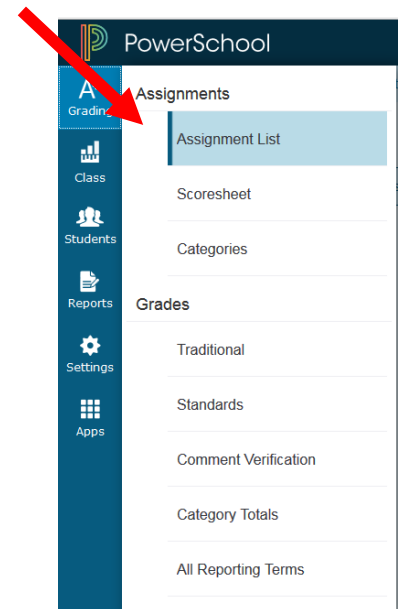 PowerSchool
A+
Grading
Class
Students
Reports
Settings
Apps
Assignments
Assignment List
Scoresheet
Categories
Grades
Traditional
Standards
Comment Verification
Category Totals
All Reporting Terms